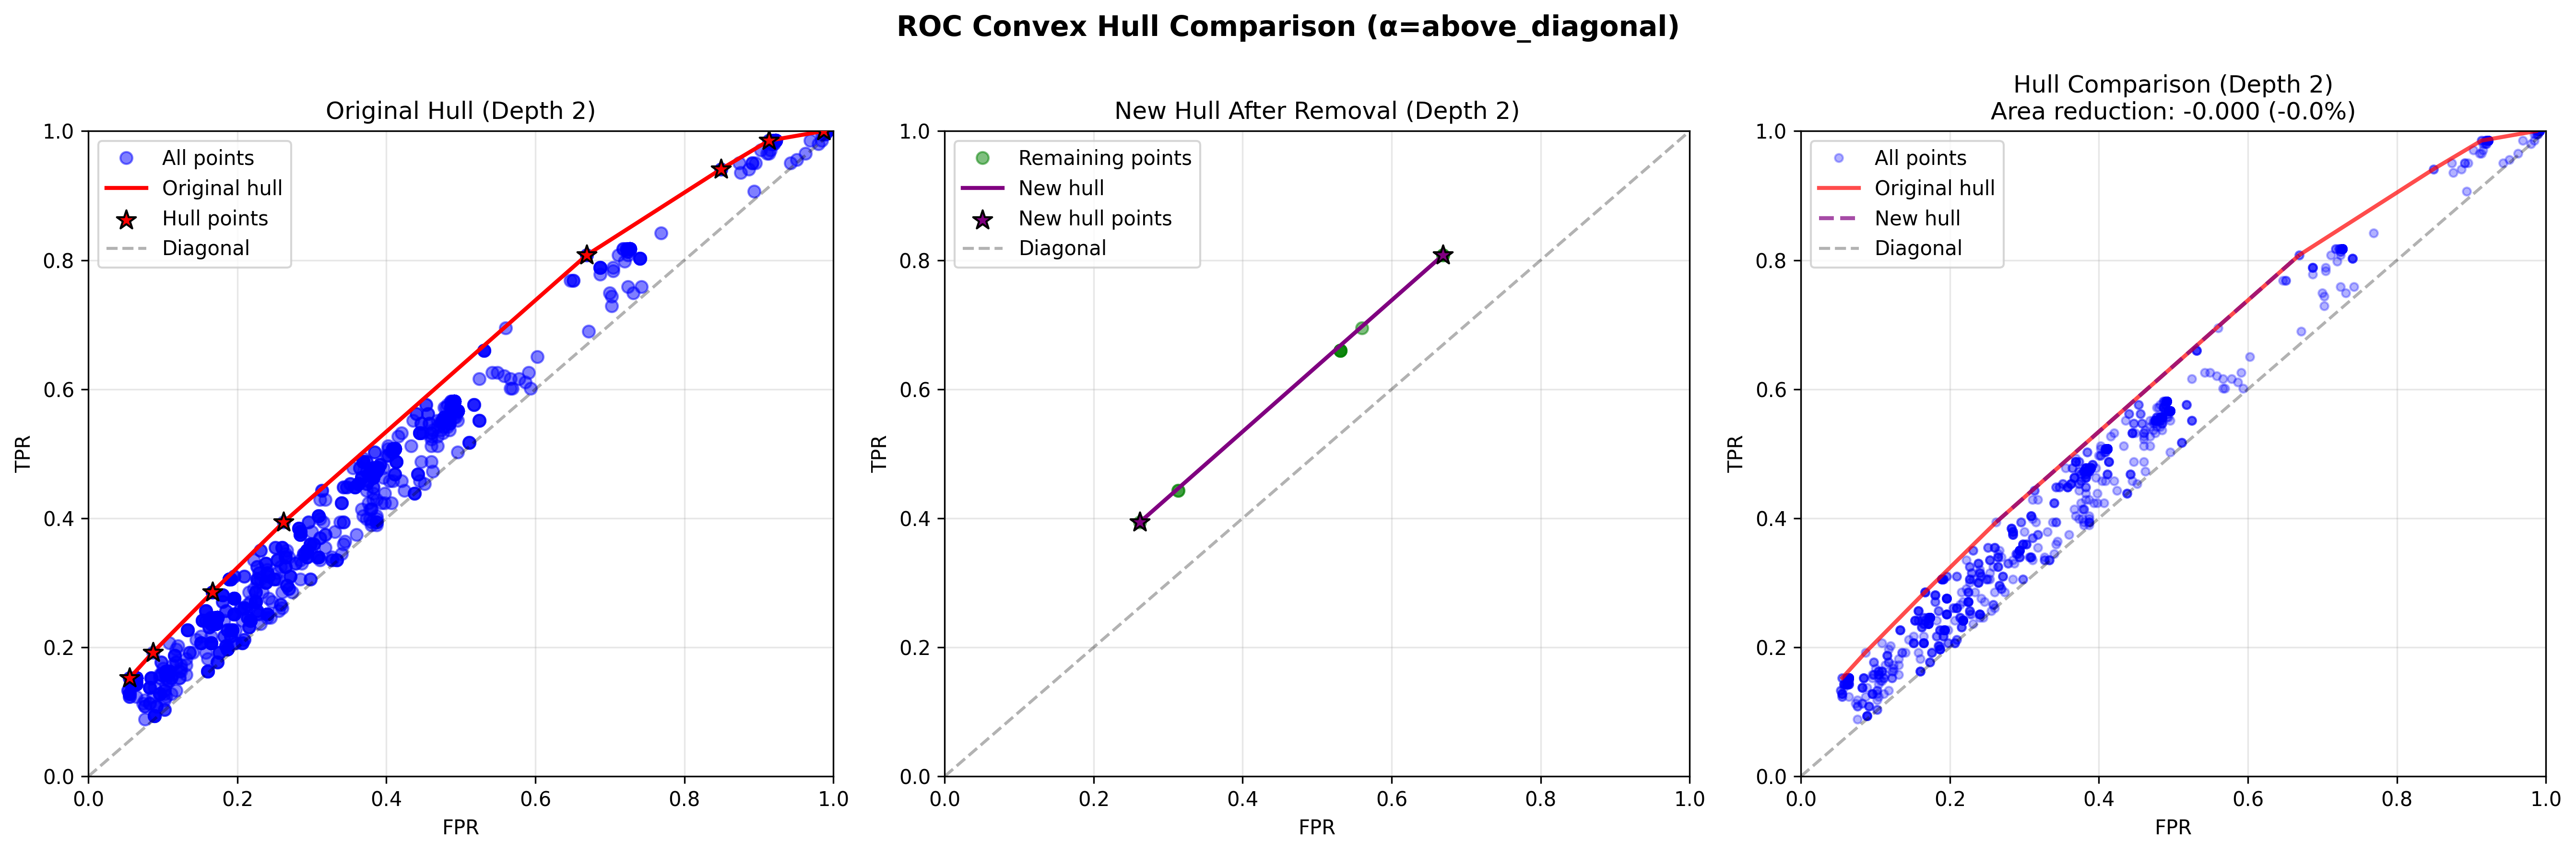 ROC Convex Hull Comparison (α=above_diagonal)
Original Hull (Depth 2)
All points
Original hull
Hull points
Diagonal
1.0
0.8
0.6
0.4
0.2
0.0
TPR
0.0 0.2 0.4 0.6 0.8 1.0
FPR
New Hull After Removal (Depth 2)
Remaining points
New hull
New hull points
Diagonal
1.0
0.8
0.6
0.4
0.2
0.0
TPR
0.0 0.2 0.4 0.6 0.8 1.0
FPR
Hull Comparison (Depth 2)
Area reduction: -0.000 (-0.0%)
All points
Original hull
New hull
Diagonal
1.0
0.8
0.6
0.4
0.2
0.0
TPR
0.0 0.2 0.4 0.6 0.8 1.0
FPR